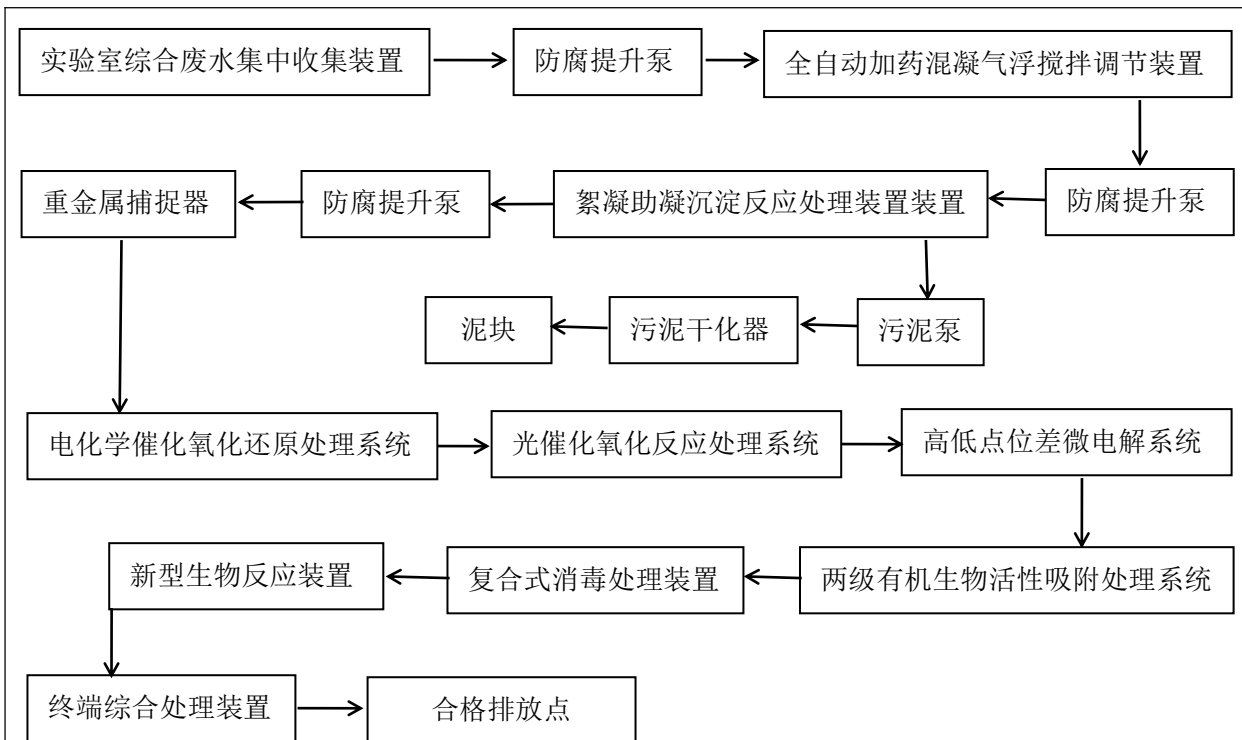 实验室综合废水集中收集装置
防腐提升泵
全自动加药混凝气浮搅拌调节装置
重金属捕捉器
防腐提升泵
絮凝助凝沉淀反应处理装置装置
防腐提升泵
泥块
污泥干化器
污泥泵
电化学催化氧化还原处理系统
光催化氧化反应处理系统
高低点位差微电解系统
新型生物反应装置
复合式消毒处理装置
两级有机生物活性吸附处理系统
终端综合处理装置
合格排放点